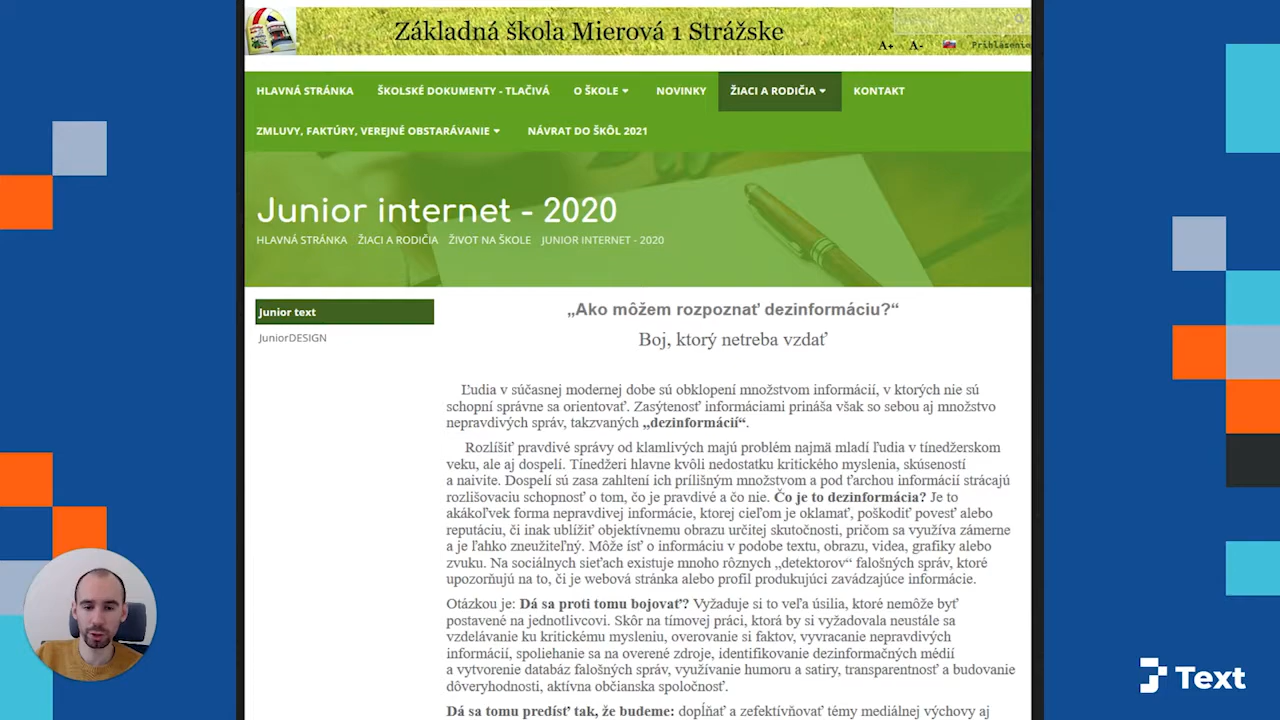 Základná škola Mierová 1 Strážske
A+ A- Prihlásenie
HLAVNÁ STRÁNKA ŠKOLSKÉ DOKUMENTY - TLAČIVÁ O ŠKOLE NOVINKY ŽIACI A RODIČIA KONTAKT
ZMLUVY, FAKTÚRY, VEREJNÉ OBSTARÁVANIE NÁVRAT DO ŠKÔL 2021
Junior internet - 2020
HLAVNÁ STRÁNKA ŽIACI A RODIČIA ŽIVOT NA ŠKOLE JUNIOR INTERNET - 2020
Junior text
JuniorDESIGN
„Ako môžem rozpoznať dezinformáciu?“
Boj, ktorý netreba vzdať
Ľudia v súčasnej modernej dobe sú obklopení množstvom informácií, v ktorých nie sú
schopní správne sa orientovať. Zasýtenosť informáciami prináša však so sebou aj množstvo
nepravdivých správ, takzvaných „dezinformácií“.
Rozlíšiť pravdivé správy od klamlivých majú problém najmä mladí ľudia v tínedžerskom
veku, ale aj dospelí. Tínedžeri hlavne kvôli nedostatku kritického myslenia, skúseností
a naivite. Dospelí sú zasa zahltení ich prílišným množstvom a pod ťarchou informácií strácajú
rozlišovaciu schopnosť o tom, čo je pravdivé a čo nie. Čo je to dezinformácia? Je to
akákoľvek forma nepravdivej informácie, ktorej cieľom je oklamať, poškodiť povesť alebo
reputáciu, či inak ublížiť objektívnemu obrazu určitej skutočnosti, pričom sa využíva zámerne
a je ľahko zneužiteľný. Môže ísť o informáciu v podobe textu, obrazu, videa, grafiky alebo
zvuku. Na sociálnych sieťach existuje mnoho rôznych „detektorov“ falošných správ, ktoré
upozorňujú na to, či je webová stránka alebo profil produkujúci zavádzajúce informácie.
Otázkou je: Dá sa proti tomu bojovať? Vyžaduje si to veľa úsilia, ktoré nemôže byť
postavené na jednotlivcovi. Skôr na tímovej práci, ktorá by si vyžadovala neustále sa
vzdelávanie ku kritickému mysleniu, overovanie si faktov, vyvracanie nepravdivých
informácií, spoliehanie sa na overené zdroje, identifikovanie dezinformačných médií
a vytvorenie databáz falošných správ, využívanie humoru a satiry, transparentnosť a budovanie
dôveryhodnosti, aktívna občianska spoločnosť.
Dá sa tomu predísť tak, že budeme: dopĺňať a zefektívňovať témy mediálnej výchovy aj
Text